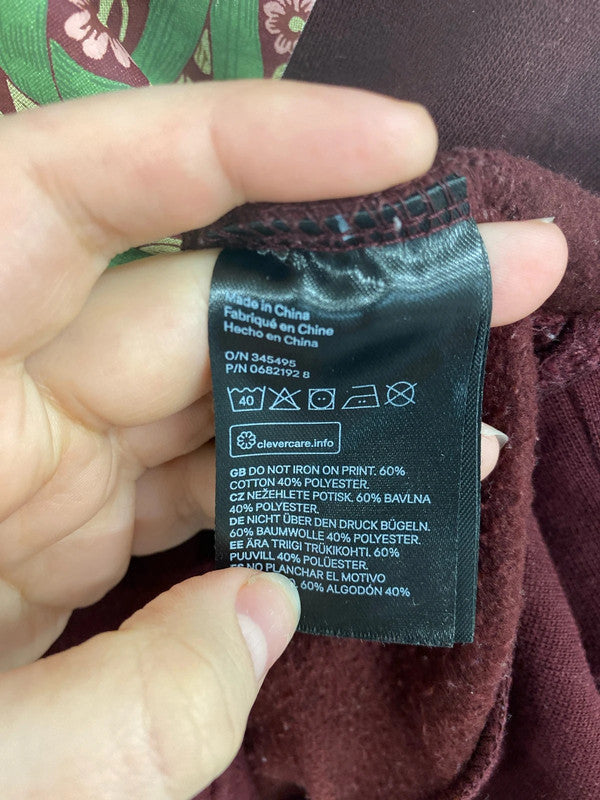 Made in China
Fabriqué en Chine
Hecho en China
O/N 345495
P/N 0682192 8
40
clevercare.info
GB DO NOT IRON ON PRINT. 60%
COTTON 40% POLYESTER.
CZ NEŽEHLETE POTISK. 60% BAVLNA
40% POLYESTER.
DE NICHT ÜBER DEN DRUCK BÜGELN.
60% BAUMWOLLE 40% POLYESTER.
EE ÄRA TRIIGI TRÜKIKOHTI. 60%
PUUVILL 40% POLÜESTER.
ES NO PLANCHAR EL MOTIVO
60% ALGODÓN 40%